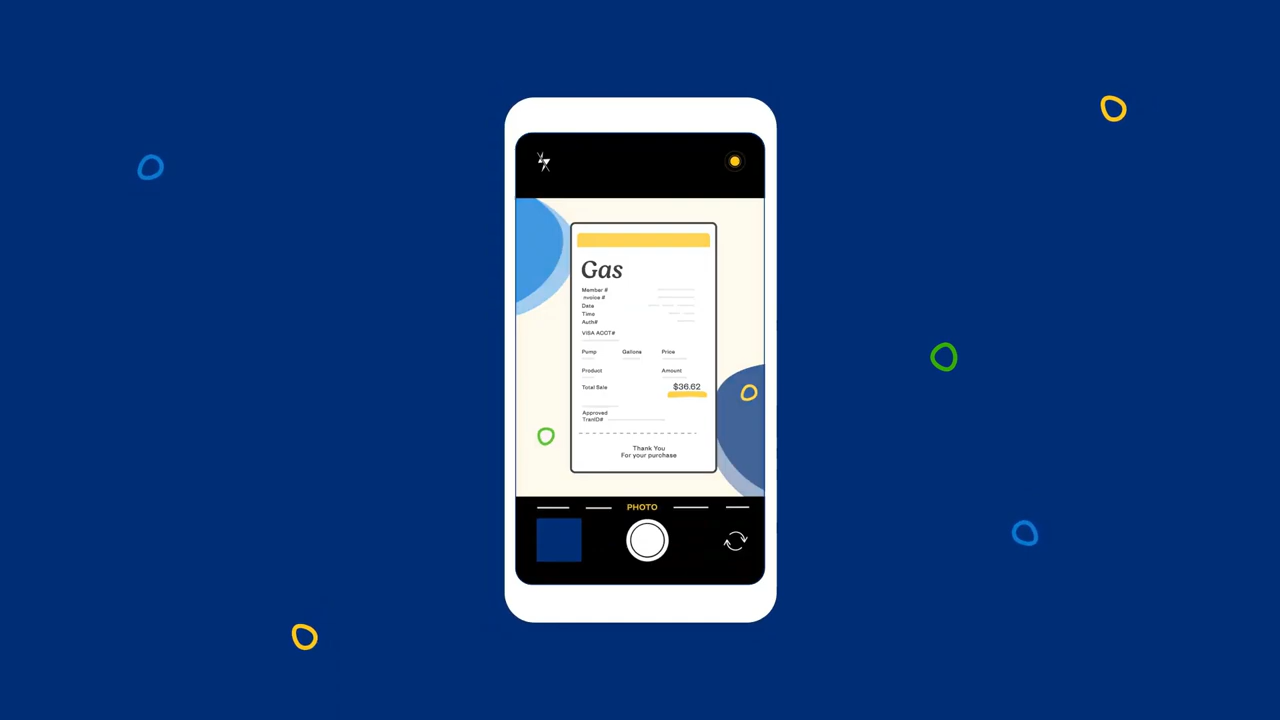 Gas
Member #
Invoice #
Date
Time
Auth#
VISA ACCT#
Pump Gallons Price
Product Amount
Total Sale $36.62
Approved
TranID#
Thank You
For your purchase
PHOTO